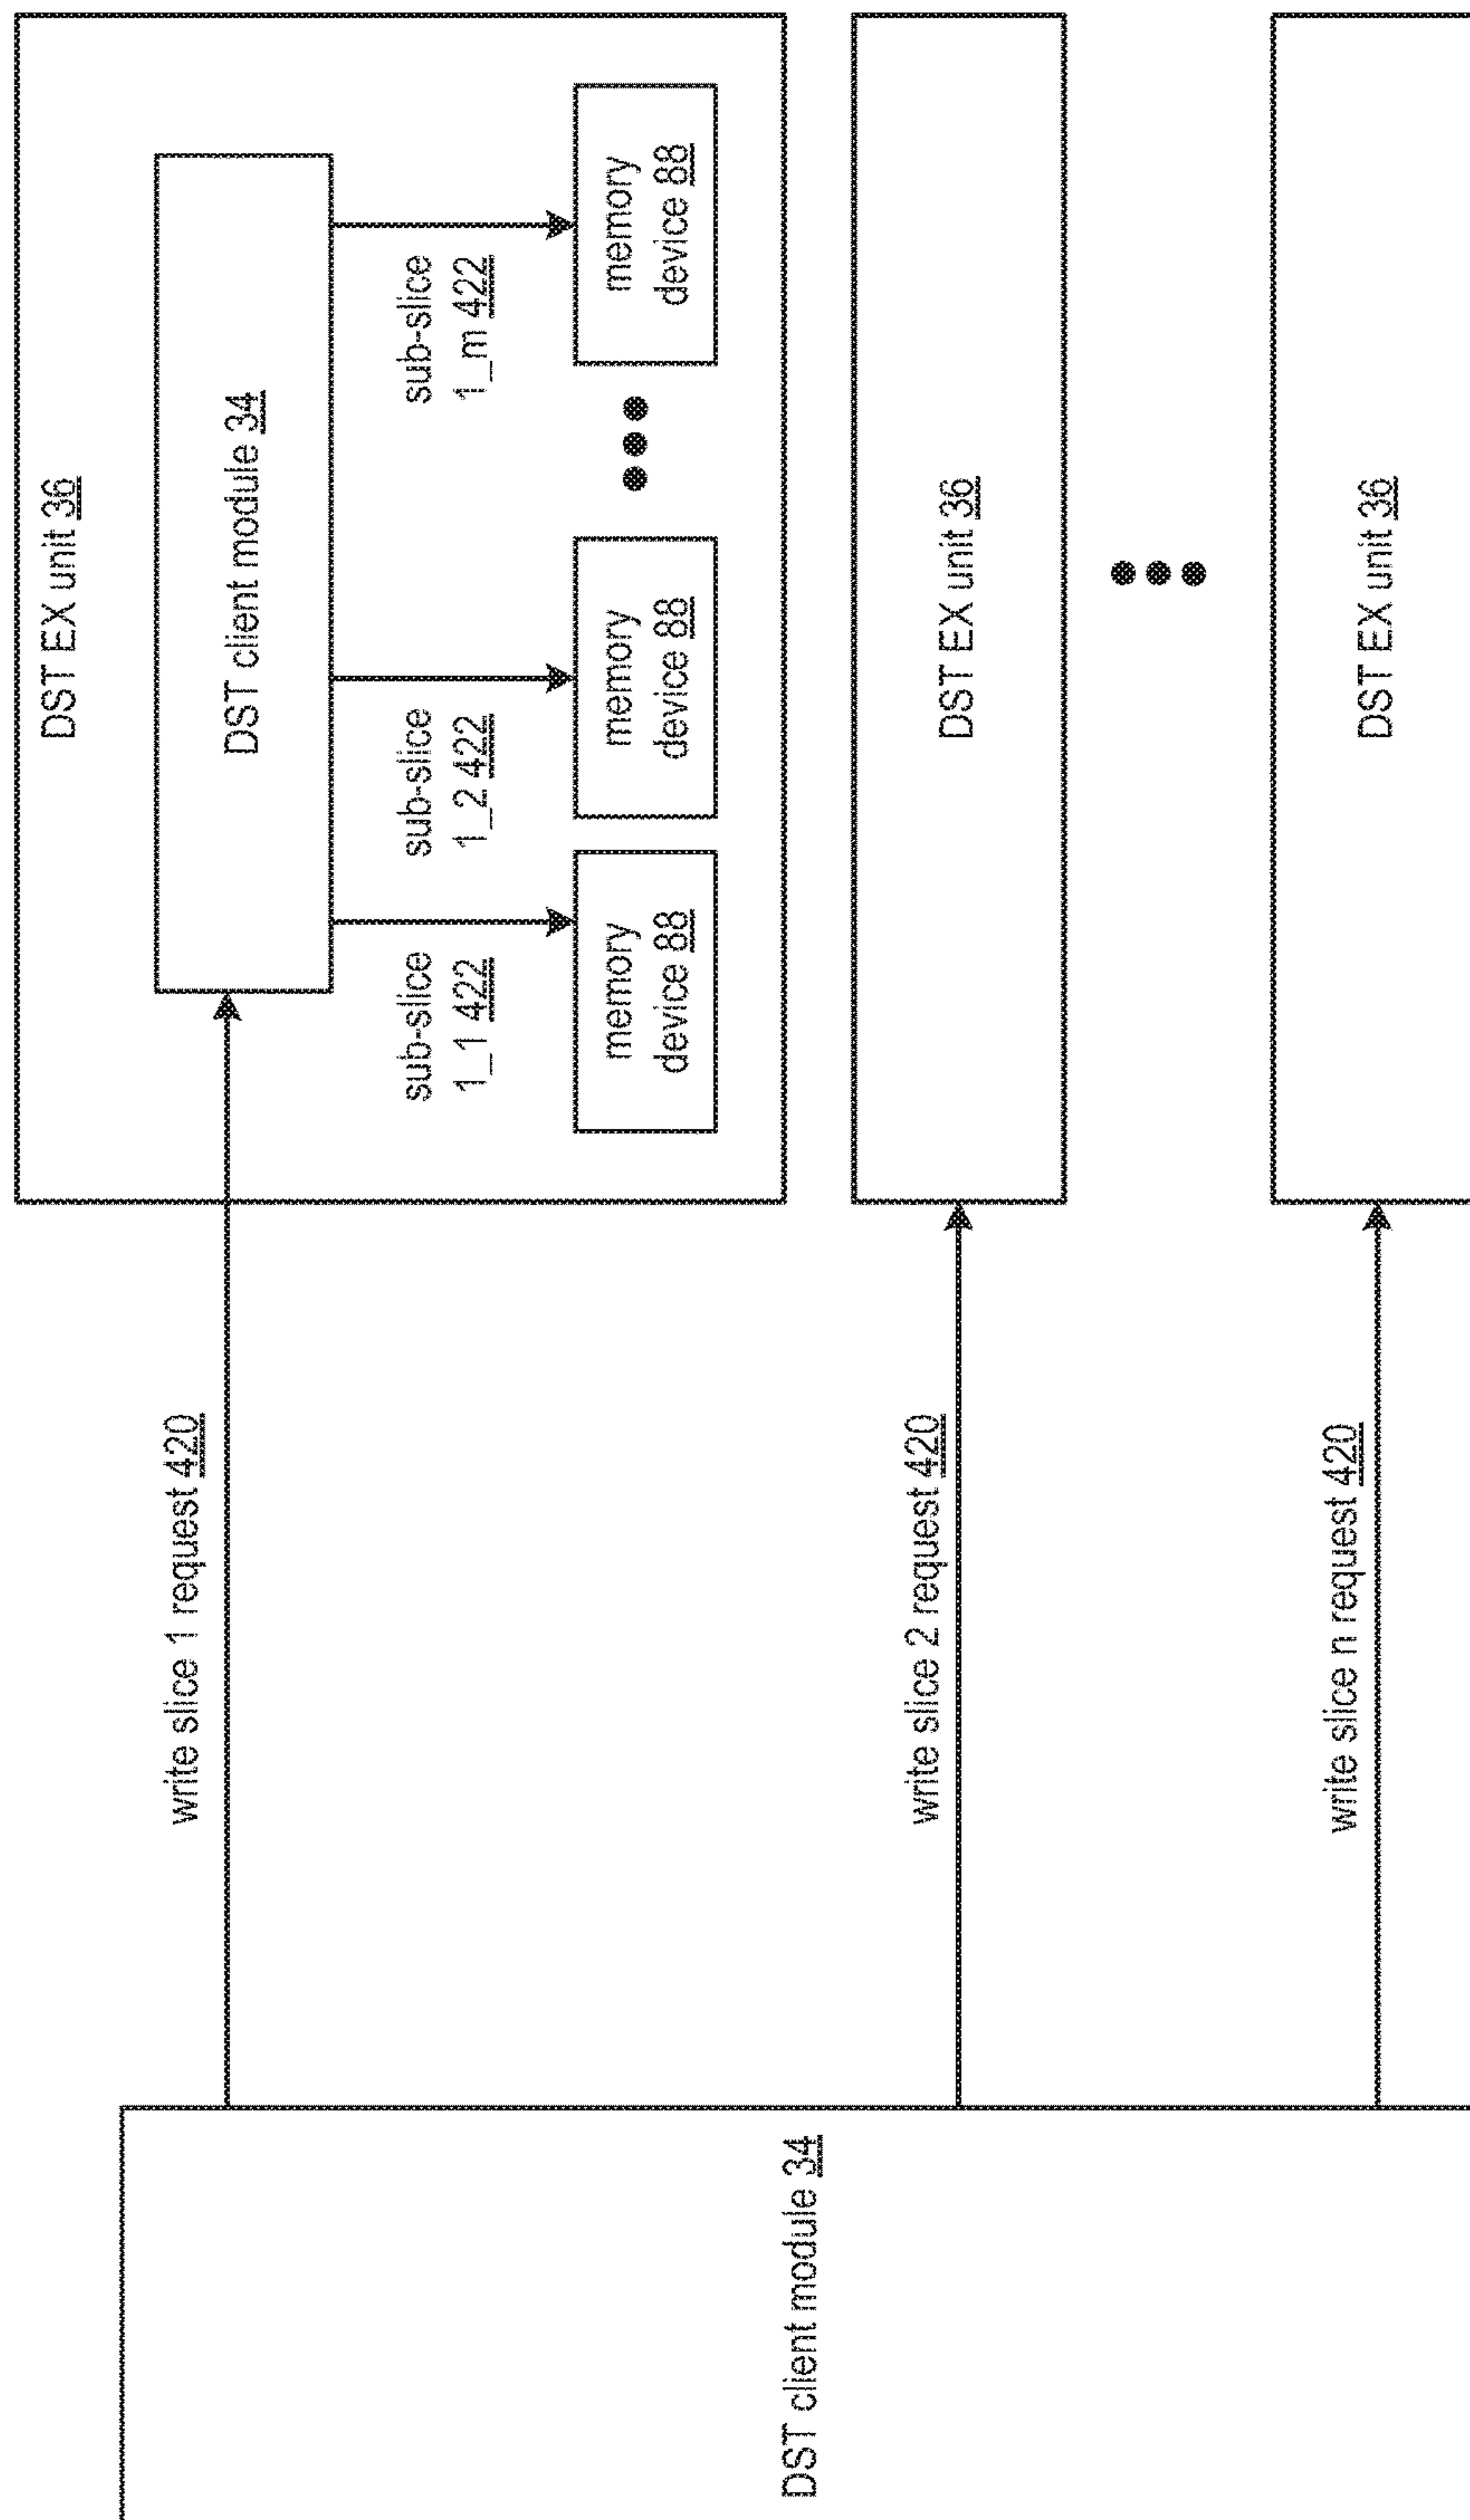 DST client module 34
write slice 1 request 420
write slice 2 request 420
write slice n request 420
DST EX unit 36
DST client module 34
sub-slice
1_1 422
sub-slice
1_2 422
sub-slice
1_m 422
memory
device 88
memory
device 88
memory
device 88
DST EX unit 36
DST EX unit 36